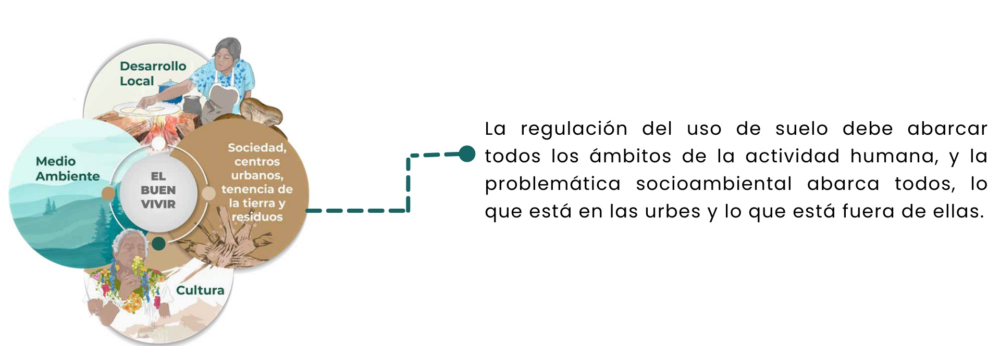 Desarrollo
Local
Medio
Ambiente
EL
BUEN
VIVIR
Sociedad,
centros
urbanos,
tenencia de
la tierra y
residuos
Cultura
La regulación del uso de suelo debe abarcar
todos los ámbitos de la actividad humana, y la
problemática socioambiental abarca todos, lo
que está en las urbes y lo que está fuera de ellas.